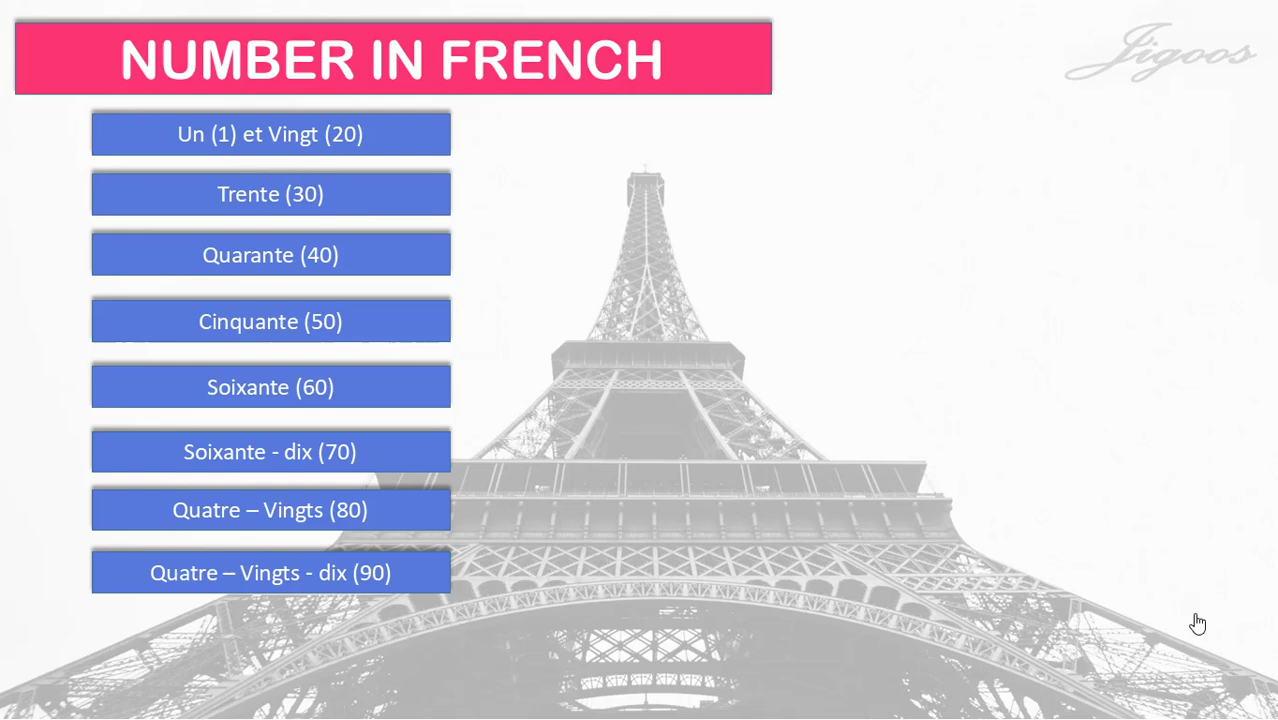 NUMBER IN FRENCH
Jigoos
Un (1) et Vingt (20)
Trente (30)
Quarante (40)
Cinquante (50)
Soixante (60)
Soixante - dix (70)
Quatre – Vingts (80)
Quatre – Vingts - dix (90)